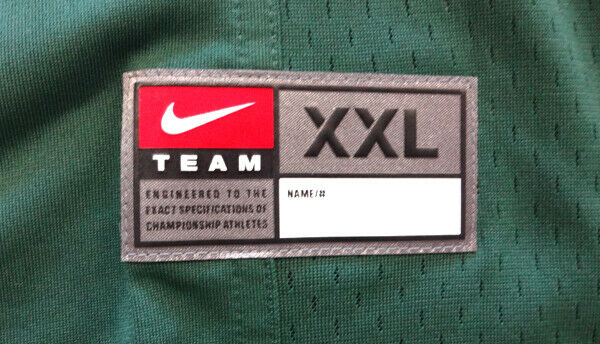 TEAM
XXL
ENGINEERED TO THE
EXACT SPECIFICATIONS OF
CHAMPIONSHIP ATHLETES
NAME/#